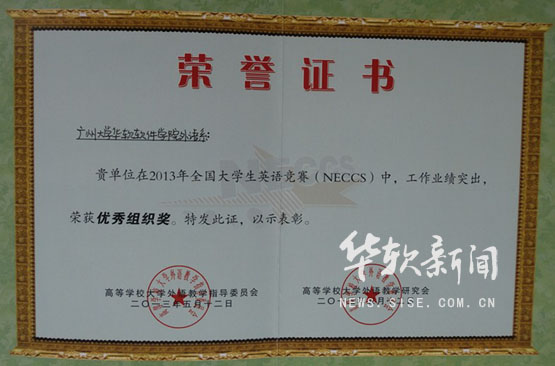 荣誉证书
广州大学华软软件学院外语系:
NECCS
贵单位在2013年全国大学生英语竞赛（NECCS）中，工作业绩突出，
荣获优秀组织奖。特发此证，以示表彰。
高等学校大学外语教学指导委员会
二〇一三年五月十二日
高等学校大学外语教学研究会
华软新闻
NEWS.SISE.COM.CN